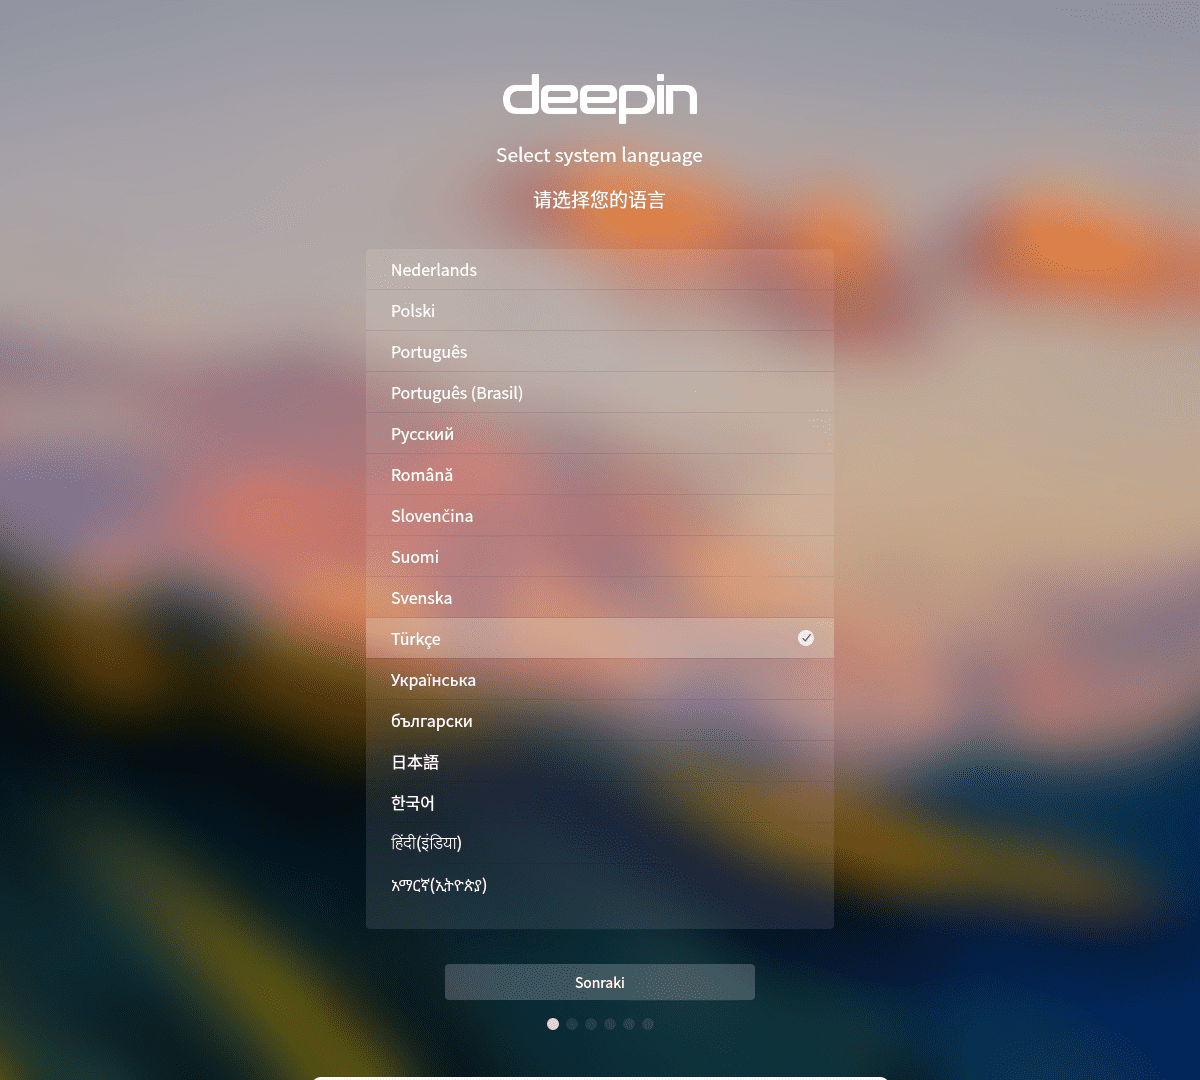 deepin
Select system language
请选择您的语言
Nederlands
Polski
Português
Português (Brasil)
Русский
Română
Slovenčina
Suomi
Svenska
Türkçe
Українська
български
日本語
한국어
हिंदी(इंडिया)
አማርኛ(ኢትዮጵያ)
Sonraki